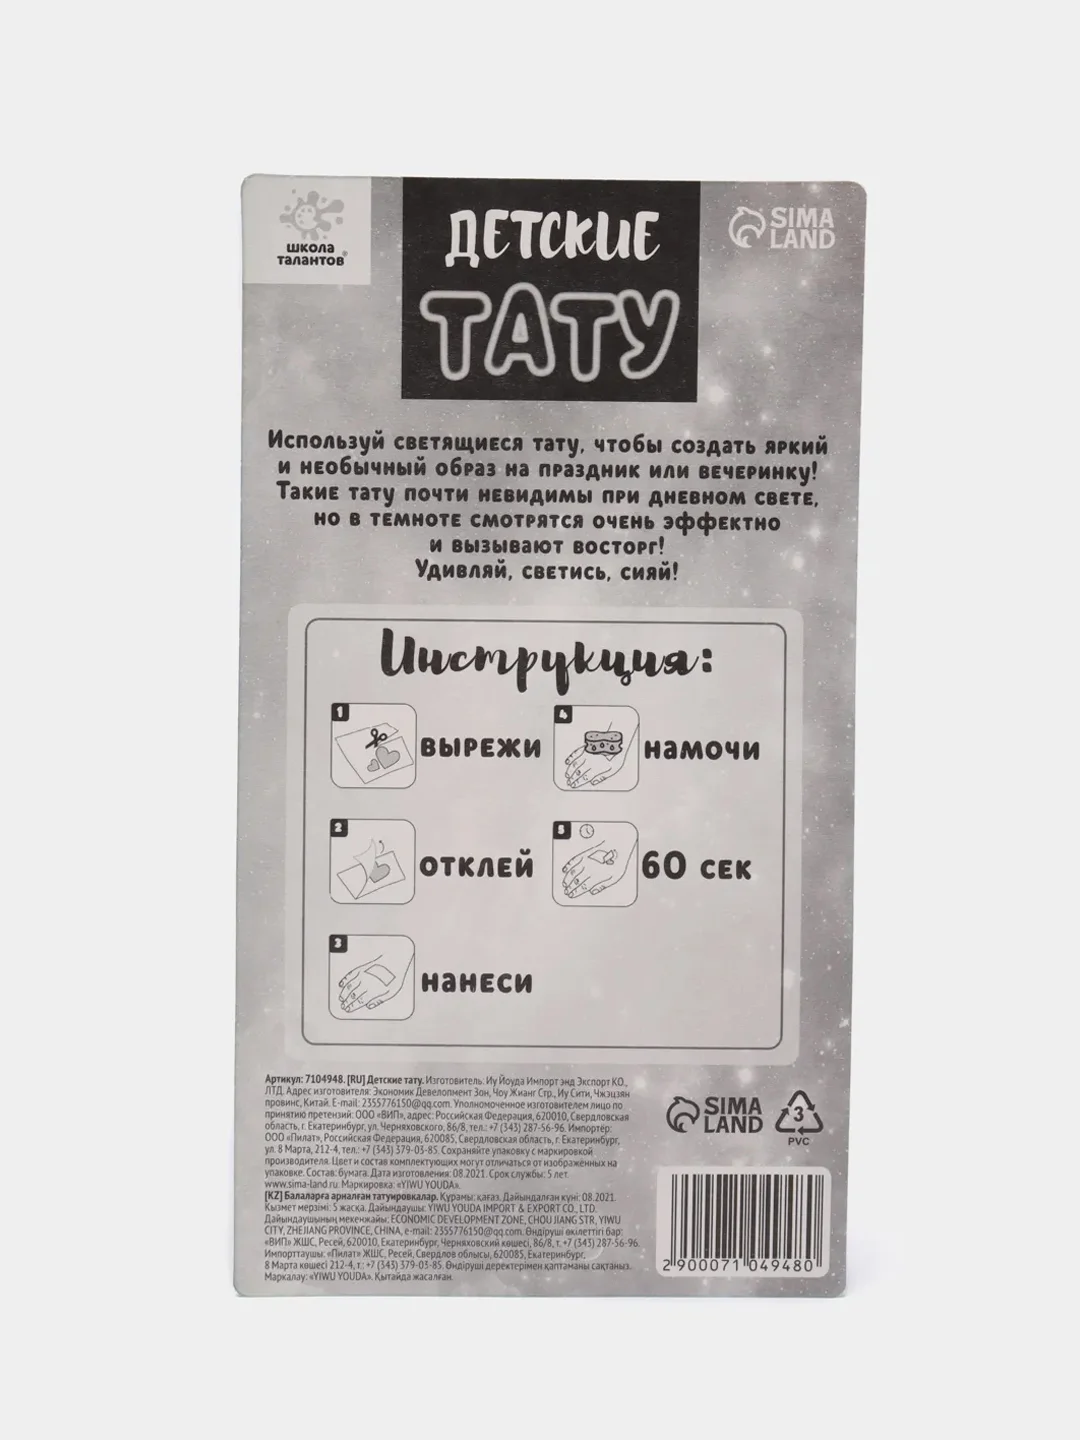 ШКОЛА
ТАЛАНТОВ
ДЕТСКИЕ
ТАТУ
SIMA
LAND
Используй светящиеся тату, чтобы создать яркий
и необычный образ на праздник или вечеринку!
Такие тату почти невидимы при дневном свете,
но в темноте смотрятся очень эффектно
и вызывают восторг!
Удивляй, светись, сияй!
Инструкция:
1 ВЫРЕЖИ
2 ОТКЛЕЙ
3 НАНЕСИ
4 НАМОЧИ
5 60 СЕК
Артикул: 7104948. [RU] Детские тату. Изготовитель: Иу Йоуда Импорт энд Экспорт КО.,
ЛТД. Адрес изготовителя: Экономик Девелопмент Зон, Чоу Жианг Стр., Иу Сити, Чжэцзян
провинс, Китай. E-mail: 2355776150@qq.com. Уполномоченное изготовителем лицо по
принятию претензий: ООО «ВИП», адрес: Российская Федерация, 620010, Свердловская
область, г. Екатеринбург, ул. Черняховского, 86/8, тел.: +7 (343) 287-56-96. Импортёр:
ООО «Пилат», Российская Федерация, 620085, Свердловская область, г. Екатеринбург,
ул. 8 Марта, 212-4, тел.: +7 (343) 379-03-85. Сохраняйте упаковку с маркировкой
производителя. Цвет и состав комплектующих могут отличаться от изображённых на
упаковке. Состав: бумага. Дата изготовления: 08.2021. Срок службы: 5 лет.
www.sima-land.ru. Маркировка: «YIWU YOUDA».
[KZ] Балаларға арналған татуировкалар. Құрамы: қағаз. Дайындалған күні: 08.2021.
Қызмет мерзімі: 5 жасқа. Дайындаушы: YIWU YOUDA IMPORT & EXPORT CO., LTD.
Дайындаушының мекенжайы: ECONOMIC DEVELOPMENT ZONE, CHOU JIANG STR, YIWU
CITY, ZHEJIANG PROVINCE, CHINA, e-mail: 2355776150@qq.com. Өндірушінің өкілеттігі бар:
«ВИП» ЖШС, Ресей, 620010, Екатеринбург, Черняховский көшесі, 86/8, т. +7 (343) 287-56-96.
Импорттаушы: «Пилат» ЖШС, Ресей, Свердлов облысы, 620085, Екатеринбург,
8 Марта көшесі 212-4, т.: +7 (343) 379-03-85. Өндіруші деректерімен қаптаманы сақтаңыз.
Маркалау: «YIWU YOUDA». Қытайда жасалған.
SIMA
LAND
3
PVC
2 900071 049480